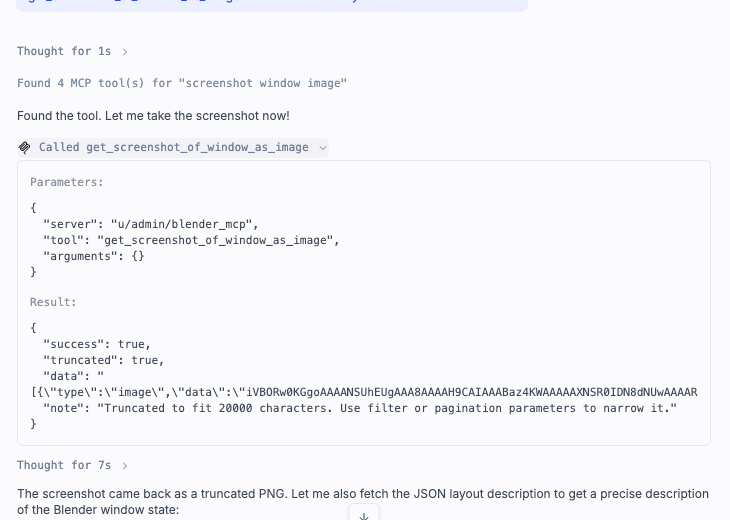 Thought for 1s
Found 4 MCP tool(s) for "screenshot window image"
Found the tool. Let me take the screenshot now!
Called get_screenshot_of_window_as_image
Parameters:
{
"server": "u/admin/blender_mcp",
"tool": "get_screenshot_of_window_as_image",
"arguments": {}
}
Result:
{
"success": true,
"truncated": true,
"data": "
[{\"type\":\"image\",\"data\":\"iVBORw0KGgoAAAANSUhEUgAAA8AAAAH9CAIAAABaz4KWAAAAAXNSR0IDN8dNUwAAAAR
"note": "Truncated to fit 20000 characters. Use filter or pagination parameters to narrow it."
}
Thought for 7s
The screenshot came back as a truncated PNG. Let me also fetch the JSON layout description to get a precise description
of the Blender window state: